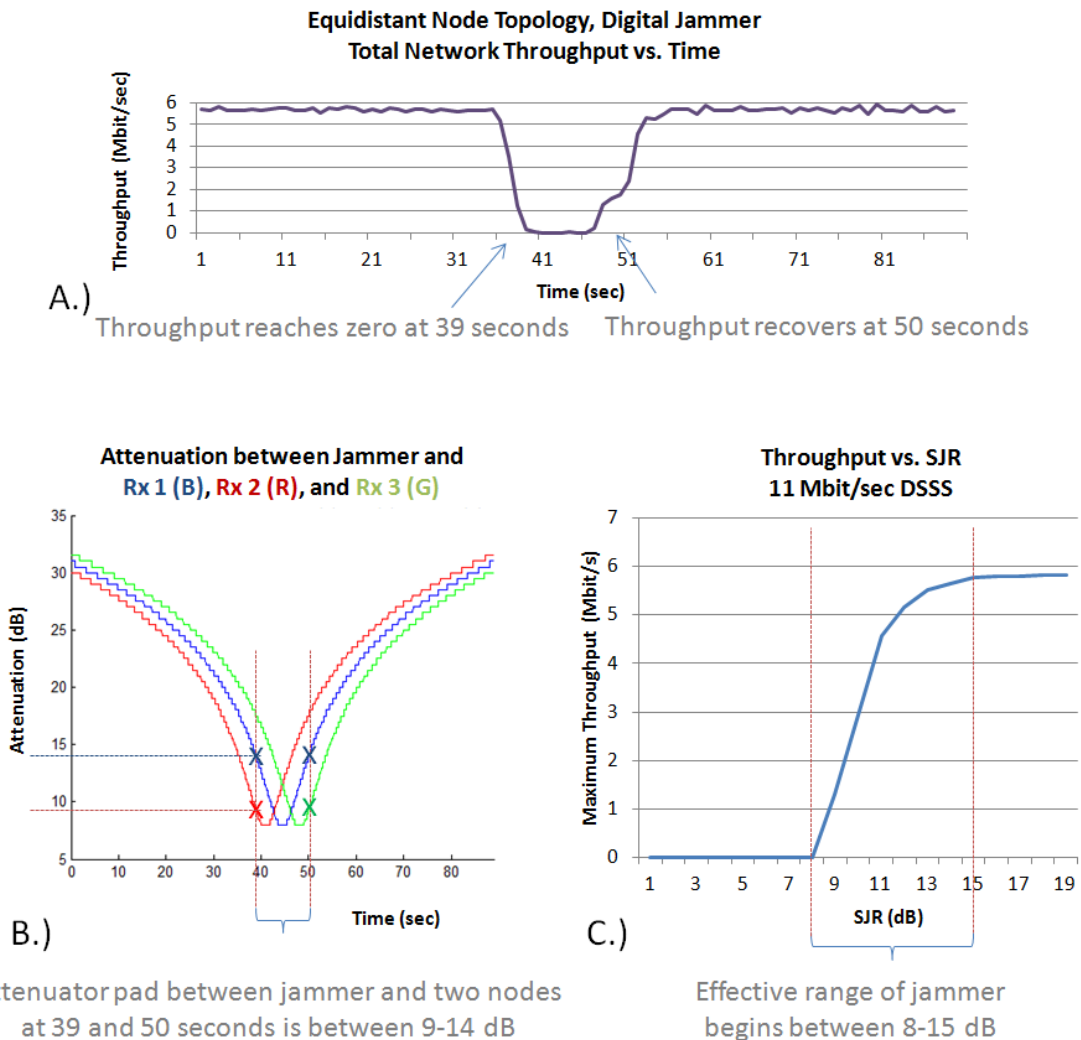 Equidistant Node Topology, Digital Jammer
Total Network Throughput vs. Time
Throughput (Mbit/sec)
6
5
4
3
2
1
0
1 11 21 31 41 51 61 71 81
Time (sec)
A.)
Throughput reaches zero at 39 seconds
Throughput recovers at 50 seconds
Attenuation between Jammer and
Rx 1 (B), Rx 2 (R), and Rx 3 (G)
Attenuation (dB)
35
30
25
20
15
10
5
0 10 20 30 40 50 60 70 80
Time (sec)
B.)
ttenuator pad between jammer and two nodes
at 39 and 50 seconds is between 9-14 dB
Throughput vs. SJR
11 Mbit/sec DSSS
Maximum Throughput (Mbit/s)
7
6
5
4
3
2
1
0
1 3 5 7 9 11 13 15 17 19
SJR (dB)
C.)
Effective range of jammer
begins between 8-15 dB